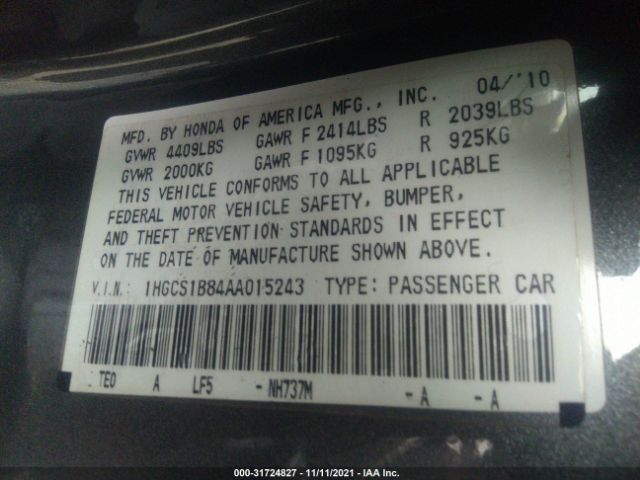 MFD. BY HONDA OF AMERICA MFG., INC. 04/'10
GVWR 4409LBS GAWR F 2414LBS R 2039LBS
GVWR 2000KG GAWR F 1095KG R 925KG
THIS VEHICLE CONFORMS TO ALL APPLICABLE
FEDERAL MOTOR VEHICLE SAFETY, BUMPER,
AND THEFT PREVENTION STANDARDS IN EFFECT
ON THE DATE OF MANUFACTURE SHOWN ABOVE.
V.I.N.: 1HGCS1B84AA015243 TYPE: PASSENGER CAR
TE0 A LF5 - NH737M - A - A
000-31724827 - 11/11/2021 - IAA Inc.